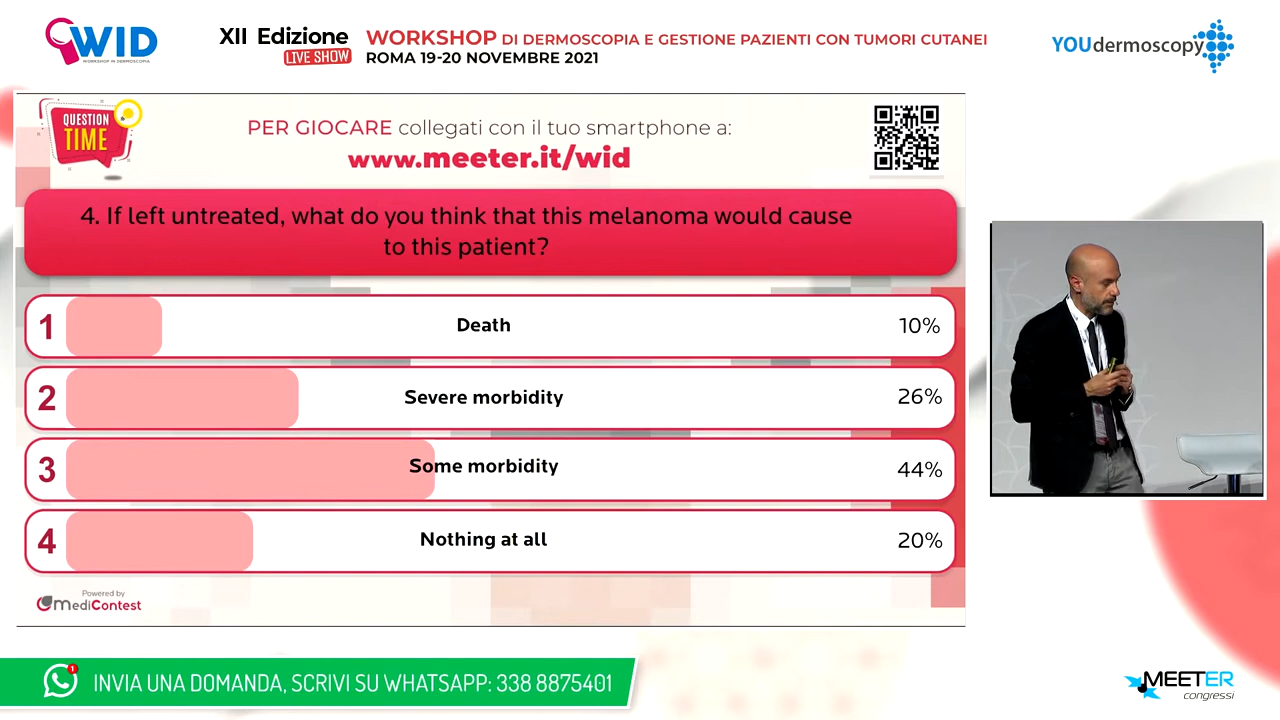 WID
WORKSHOP IN DERMOSCOPIA
XII Edizione
LIVE SHOW
WORKSHOP DI DERMOSCOPIA E GESTIONE PAZIENTI CON TUMORI CUTANEI
ROMA 19-20 NOVEMBRE 2021
YOUdermoscopy
QUESTION
TIME
PER GIOCARE collegati con il tuo smartphone a:
www.meeter.it/wid
4. If left untreated, what do you think that this melanoma would cause
to this patient?
1 Death 10%
2 Severe morbidity 26%
3 Some morbidity 44%
4 Nothing at all 20%
Powered by
mediContest
1
INVIA UNA DOMANDA, SCRIVI SU WHATSAPP: 338 8875401
MEETER
congressi